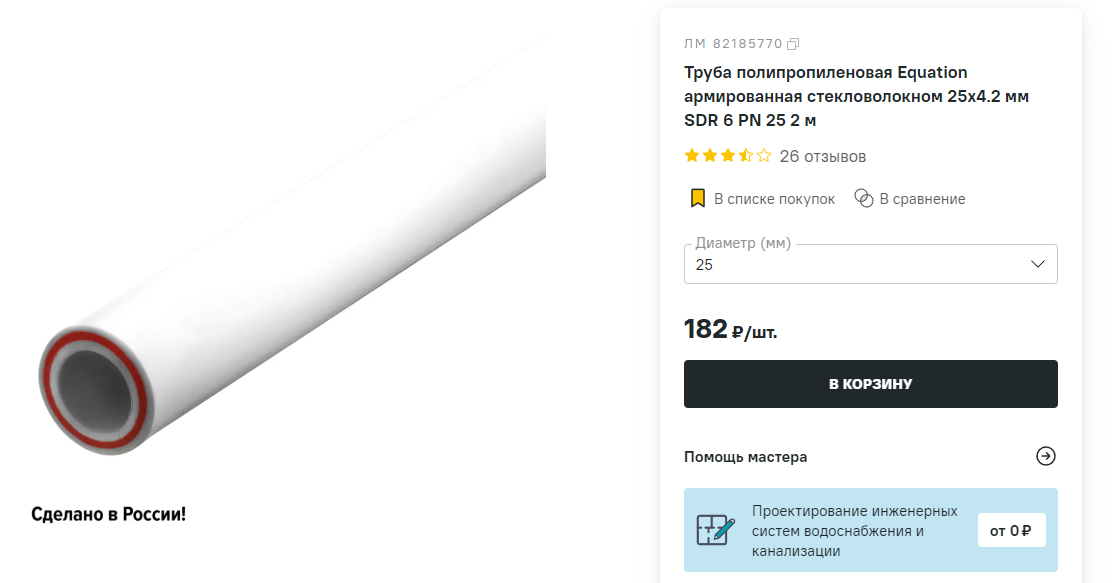 ЛМ 82185770
Труба полипропиленовая Equation
армированная стекловолокном 25x4.2 мм
SDR 6 PN 25 2 м
26 отзывов
В списке покупок В сравнение
Диаметр (мм)
25
182 ₽/шт.
В КОРЗИНУ
Помощь мастера
Проектирование инженерных
систем водоснабжения и
канализации
от 0 ₽
Сделано в России!